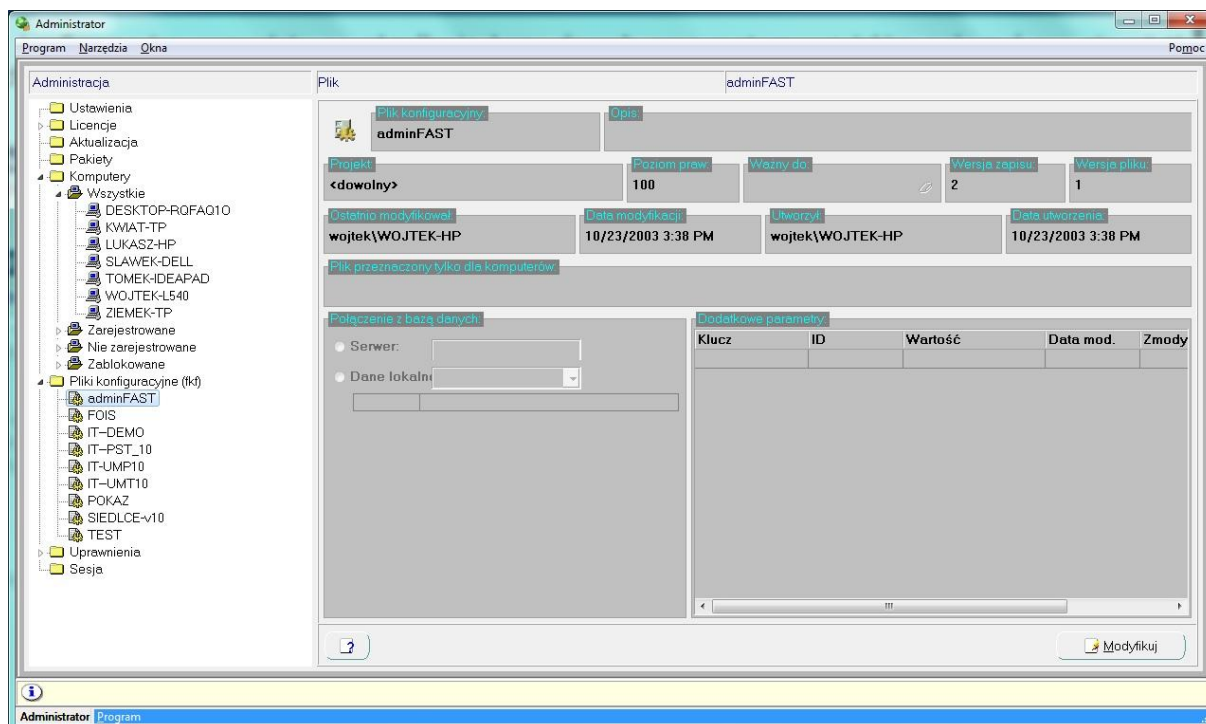 Administrator
Program Narzędzia Okna Pomoc
Administracja Plik adminFAST
Ustawienia
Licencje
Aktualizacja
Pakiety
Komputery
Wszystkie
DESKTOP-RQFAQ1O
KWIAT-TP
LUKASZ-HP
SLAWEK-DELL
TOMEK-IDEAPAD
WOJTEK-L540
ZIEMEK-TP
Zarejestrowane
Nie zarejestrowane
Zablokowane
Pliki konfiguracyjne (fkf)
adminFAST
FOIS
IT-DEMO
IT-PST_10
IT-UMP10
IT-UMT10
POKAZ
SIEDLCE-v10
TEST
Uprawnienia
Sesja
Plik konfiguracyjny: Opis:
adminFAST
Projekt: Poziom praw: Ważny do: Wersja zapisu: Wersja pliku:
<dowolny> 100 2 1
Ostatnio modyfikował: Data modyfikacji: Utworzył: Data utworzenia:
wojtek\WOJTEK-HP 10/23/2003 3:38 PM wojtek\WOJTEK-HP 10/23/2003 3:38 PM
Plik przeznaczony tylko dla komputerów:
Połączenie z bazą danych:
Serwer:
Dane lokalne
Dodatkowe parametry:
Klucz ID Wartość Data mod. Zmody
Modyfikuj
Administrator Program